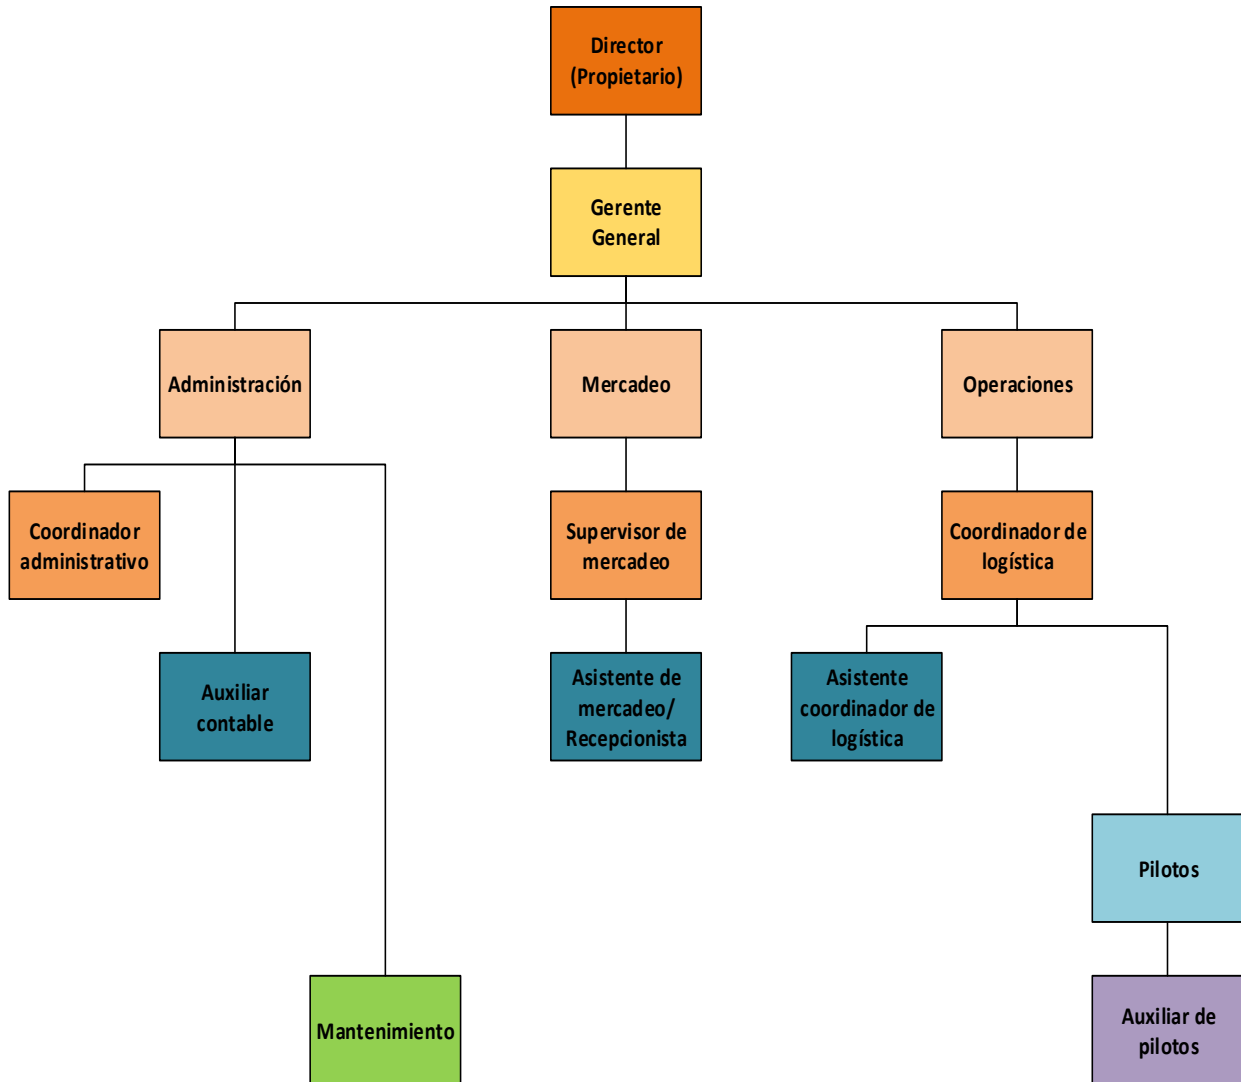 Director
(Propietario)
Gerente
General
Administración
Mercadeo
Operaciones
Coordinador
administrativo
Supervisor de
mercadeo
Coordinador de
logística
Auxiliar
contable
Asistente de
mercadeo/
Recepcionista
Asistente
coordinador de
logística
Pilotos
Mantenimiento
Auxiliar de
pilotos